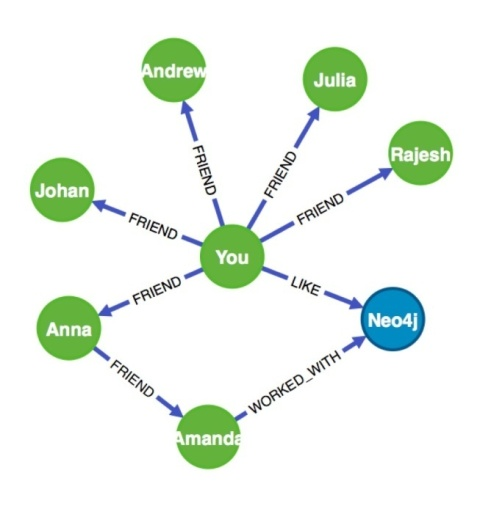 Andrew
Julia
Rajesh
Johan
FRIEND
FRIEND
FRIEND
FRIEND
You
FRIEND
LIKE
Anna
Neo4j
FRIEND
WORKED_WITH
Amanda